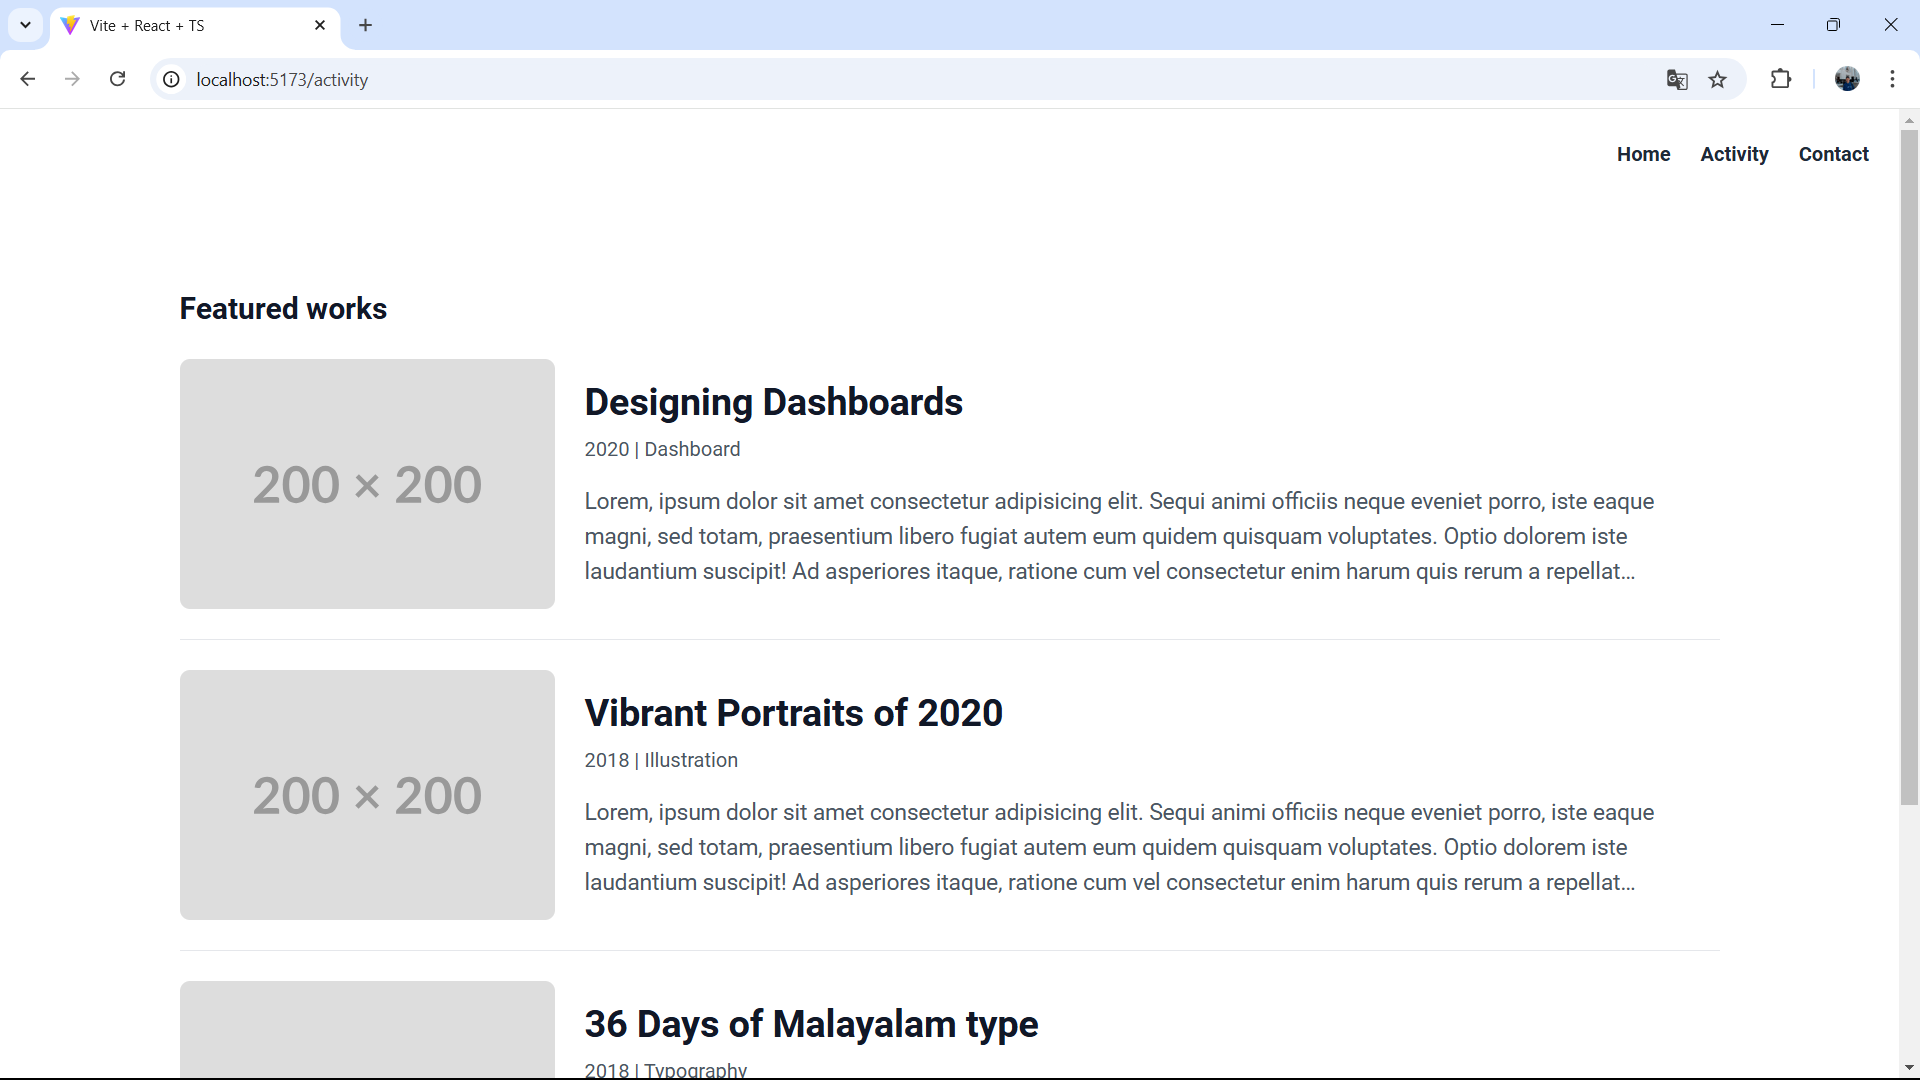 Vite + React + TS
localhost:5173/activity
Home Activity Contact
Featured works
200 × 200
Designing Dashboards
2020 | Dashboard
Lorem, ipsum dolor sit amet consectetur adipisicing elit. Sequi animi officiis neque eveniet porro, iste eaque
magni, sed totam, praesentium libero fugiat autem eum quidem quisquam voluptates. Optio dolorem iste
laudantium suscipit! Ad asperiores itaque, ratione cum vel consectetur enim harum quis rerum a repellat...
200 × 200
Vibrant Portraits of 2020
2018 | Illustration
Lorem, ipsum dolor sit amet consectetur adipisicing elit. Sequi animi officiis neque eveniet porro, iste eaque
magni, sed totam, praesentium libero fugiat autem eum quidem quisquam voluptates. Optio dolorem iste
laudantium suscipit! Ad asperiores itaque, ratione cum vel consectetur enim harum quis rerum a repellat...
36 Days of Malayalam type
2018 | Typography